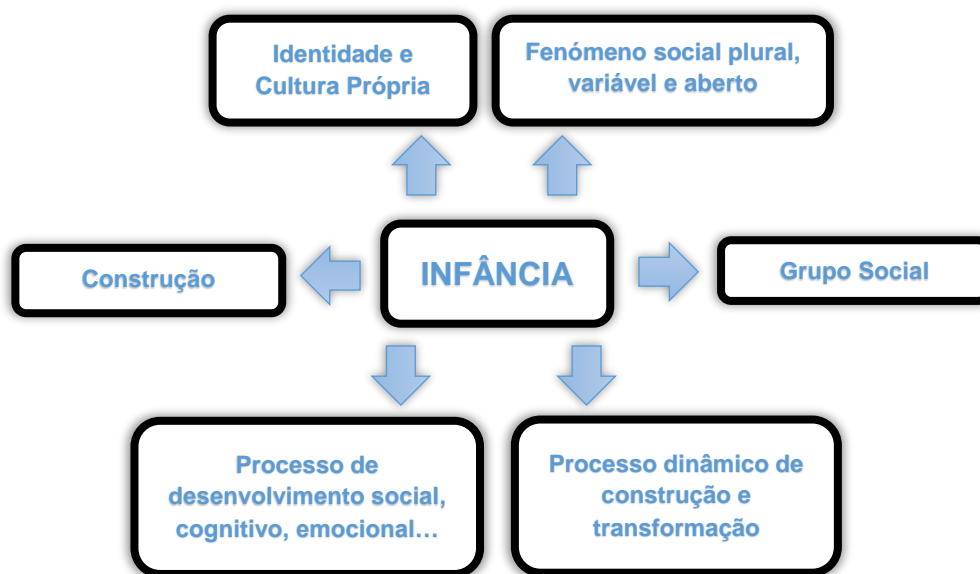 Identidade e
Cultura Própria
Fenómeno social plural,
variável e aberto
Construção
INFÂNCIA
Grupo Social
Processo de
desenvolvimento social,
cognitivo, emocional…
Processo dinâmico de
construção e
transformação